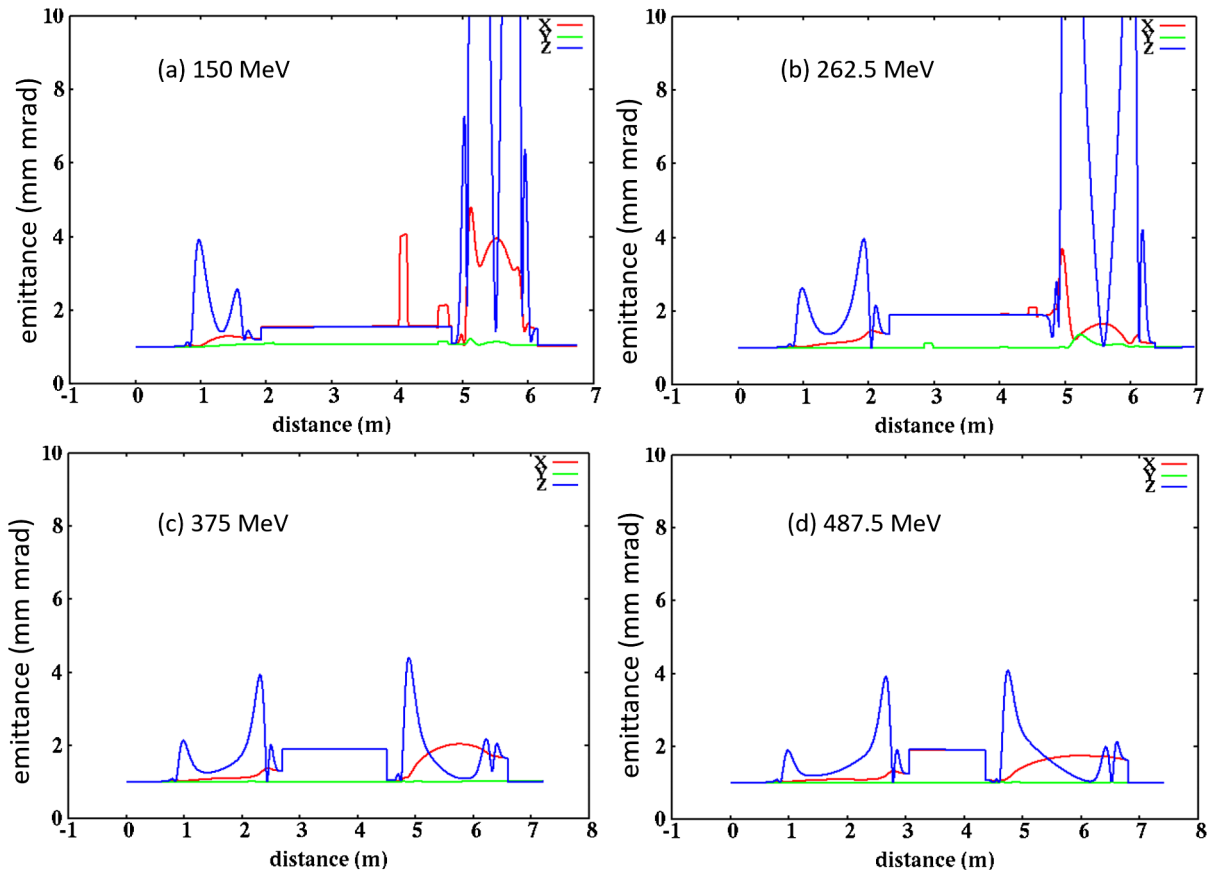 10
8
6
4
2
0
emittance (mm mrad)
(a) 150 MeV
X
Y
Z
-1 0 1 2 3 4 5 6 7
distance (m)
10
8
6
4
2
0
emittance (mm mrad)
(b) 262.5 MeV
X
Y
Z
-1 0 1 2 3 4 5 6 7
distance (m)
10
8
6
4
2
0
emittance (mm mrad)
(c) 375 MeV
X
Y
Z
-1 0 1 2 3 4 5 6 7 8
distance (m)
10
8
6
4
2
0
emittance (mm mrad)
(d) 487.5 MeV
X
Y
Z
-1 0 1 2 3 4 5 6 7 8
distance (m)